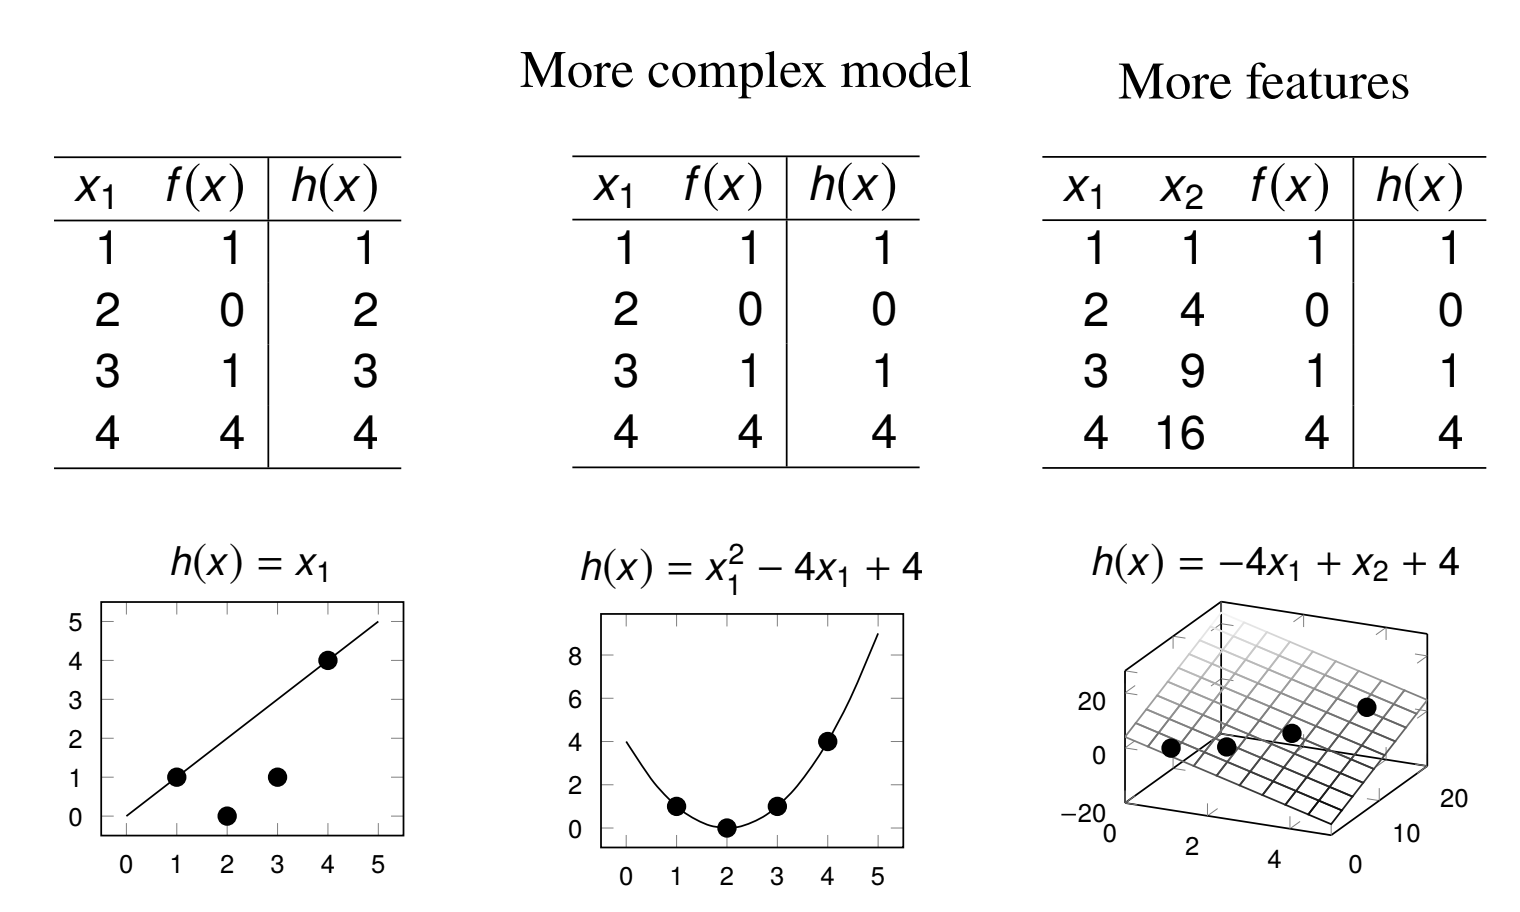 More complex model
More features
x₁ f(x) h(x)
1 1 1
2 0 2
3 1 3
4 4 4
x₁ f(x) h(x)
1 1 1
2 0 0
3 1 1
4 4 4
x₁ x₂ f(x) h(x)
1 1 1 1
2 4 0 0
3 9 1 1
4 16 4 4
h(x) = x₁
5
4
3
2
1
0
0 1 2 3 4 5
h(x) = x₁² − 4x₁ + 4
8
6
4
2
0
0 1 2 3 4 5
h(x) = −4x₁ + x₂ + 4
20
0
−20
0 2 4
0 10 20